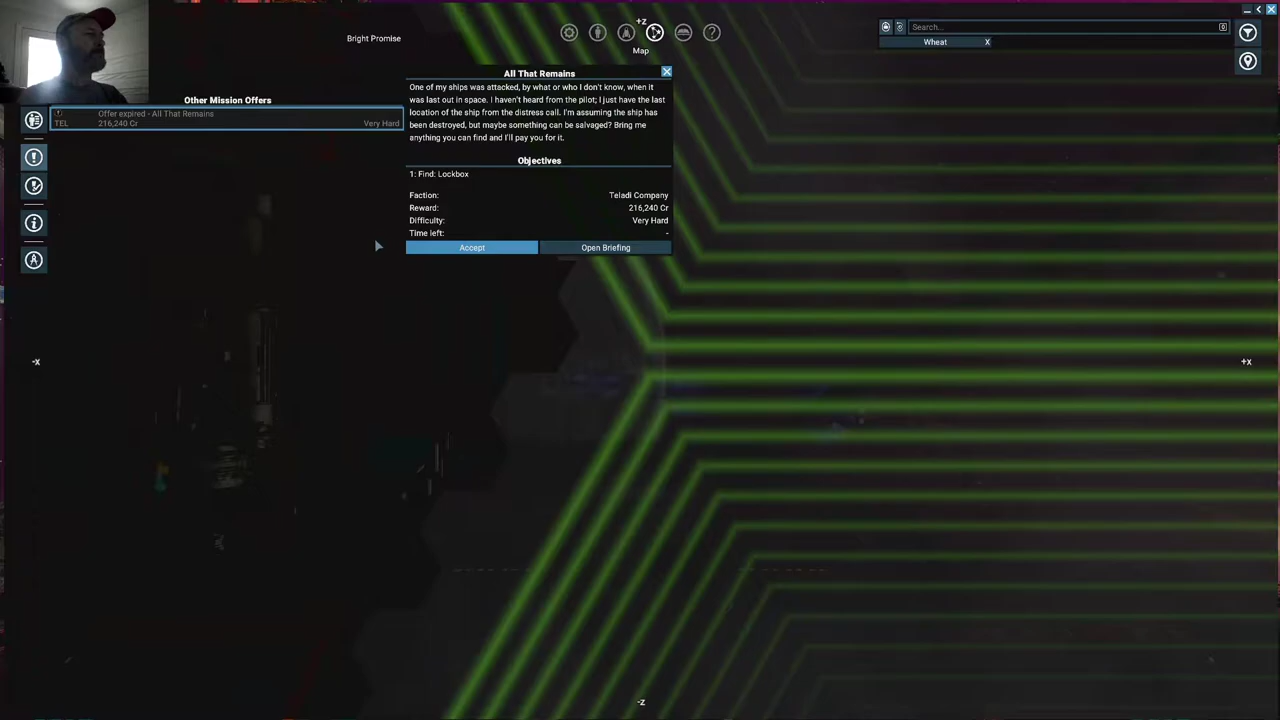 +z
Map
Bright Promise
Search...
Wheat X
Other Mission Offers
Offer expired - All That Remains
TEL 216,240 Cr Very Hard
All That Remains
One of my ships was attacked, by what or who I don't know, when it
was last out in space. I haven't heard from the pilot; I just have the last
location of the ship from the distress call. I'm assuming the ship has
been destroyed, but maybe something can be salvaged? Bring me
anything you can find and I'll pay you for it.
Objectives
1: Find: Lockbox
Faction: Teladi Company
Reward: 216,240 Cr
Difficulty: Very Hard
Time left: -
Accept Open Briefing
-x
+x
-z